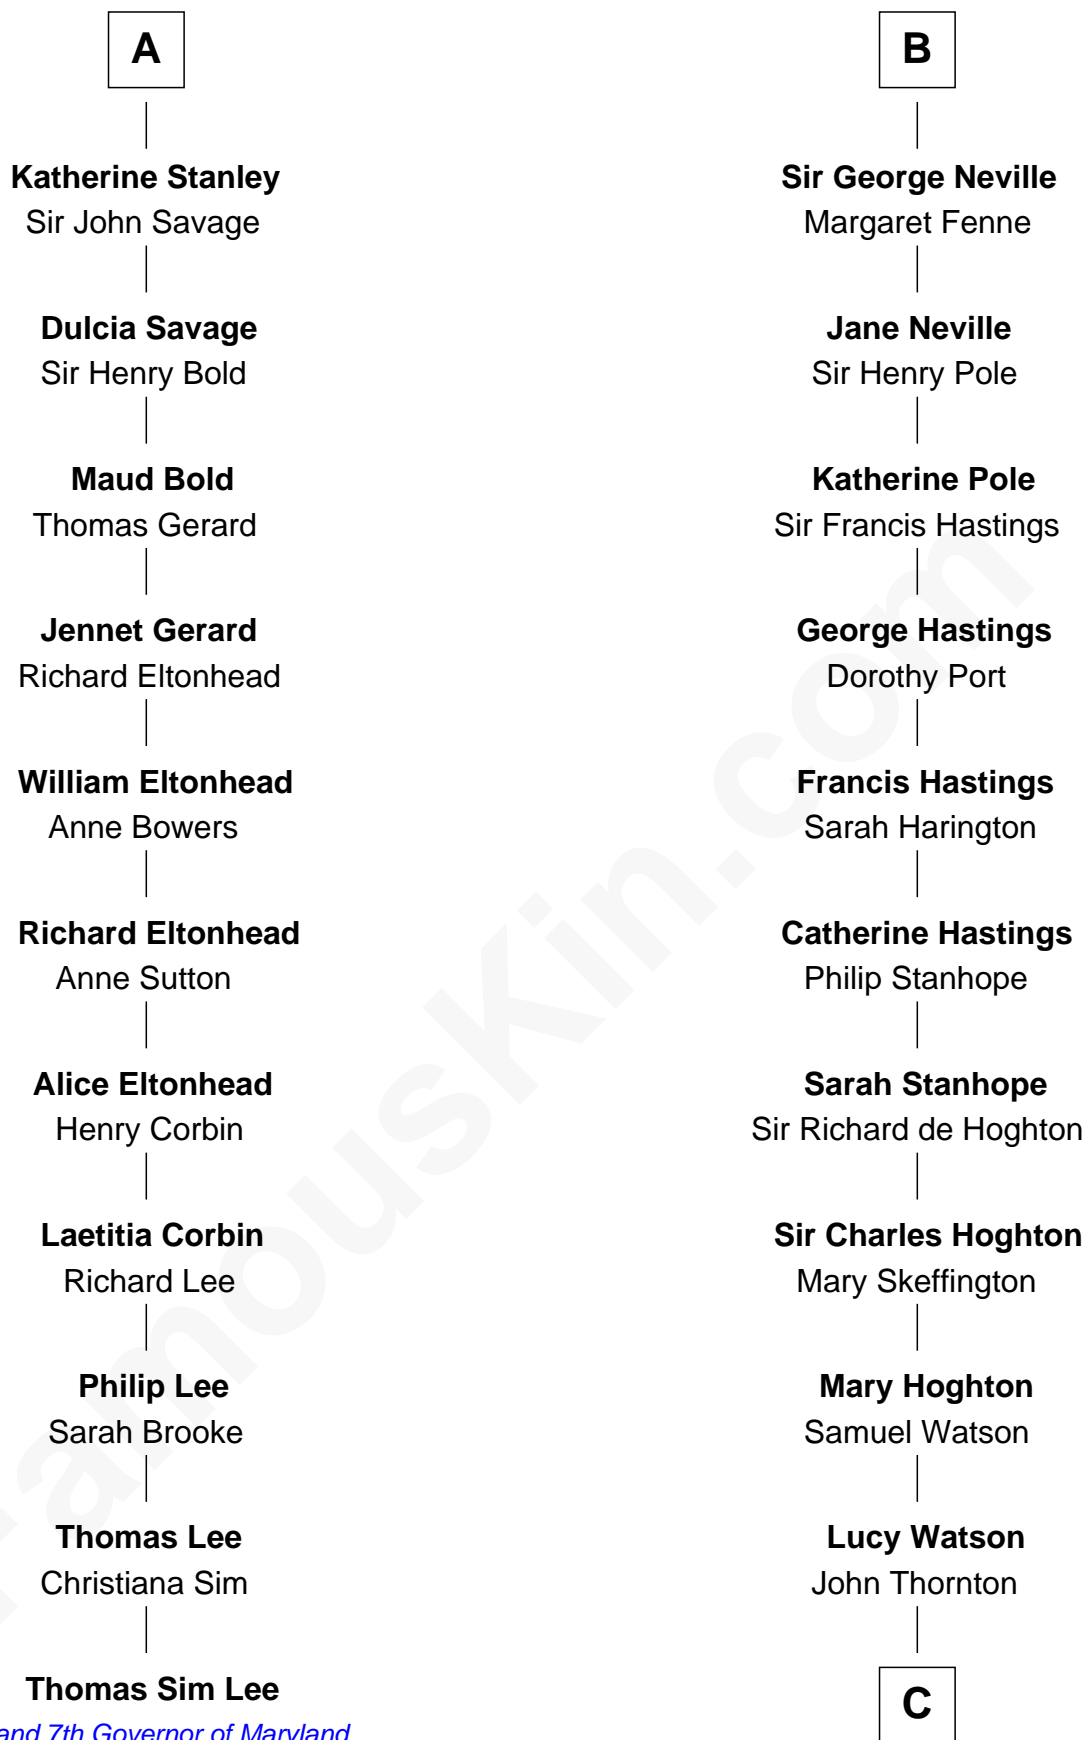 A
Katherine Stanley
Sir John Savage
Dulcia Savage
Sir Henry Bold
Maud Bold
Thomas Gerard
Jennet Gerard
Richard Eltonhead
William Eltonhead
Anne Bowers
Richard Eltonhead
Anne Sutton
Alice Eltonhead
Henry Corbin
Laetitia Corbin
Richard Lee
Philip Lee
Sarah Brooke
Thomas Lee
Christiana Sim
Thomas Sim Lee
and 7th Governor of Maryland
B
Sir George Neville
Margaret Fenne
Jane Neville
Sir Henry Pole
Katherine Pole
Sir Francis Hastings
George Hastings
Dorothy Port
Francis Hastings
Sarah Harington
Catherine Hastings
Philip Stanhope
Sarah Stanhope
Sir Richard de Hoghton
Sir Charles Hoghton
Mary Skeffington
Mary Hoghton
Samuel Watson
Lucy Watson
John Thornton
C
FamousKin.com